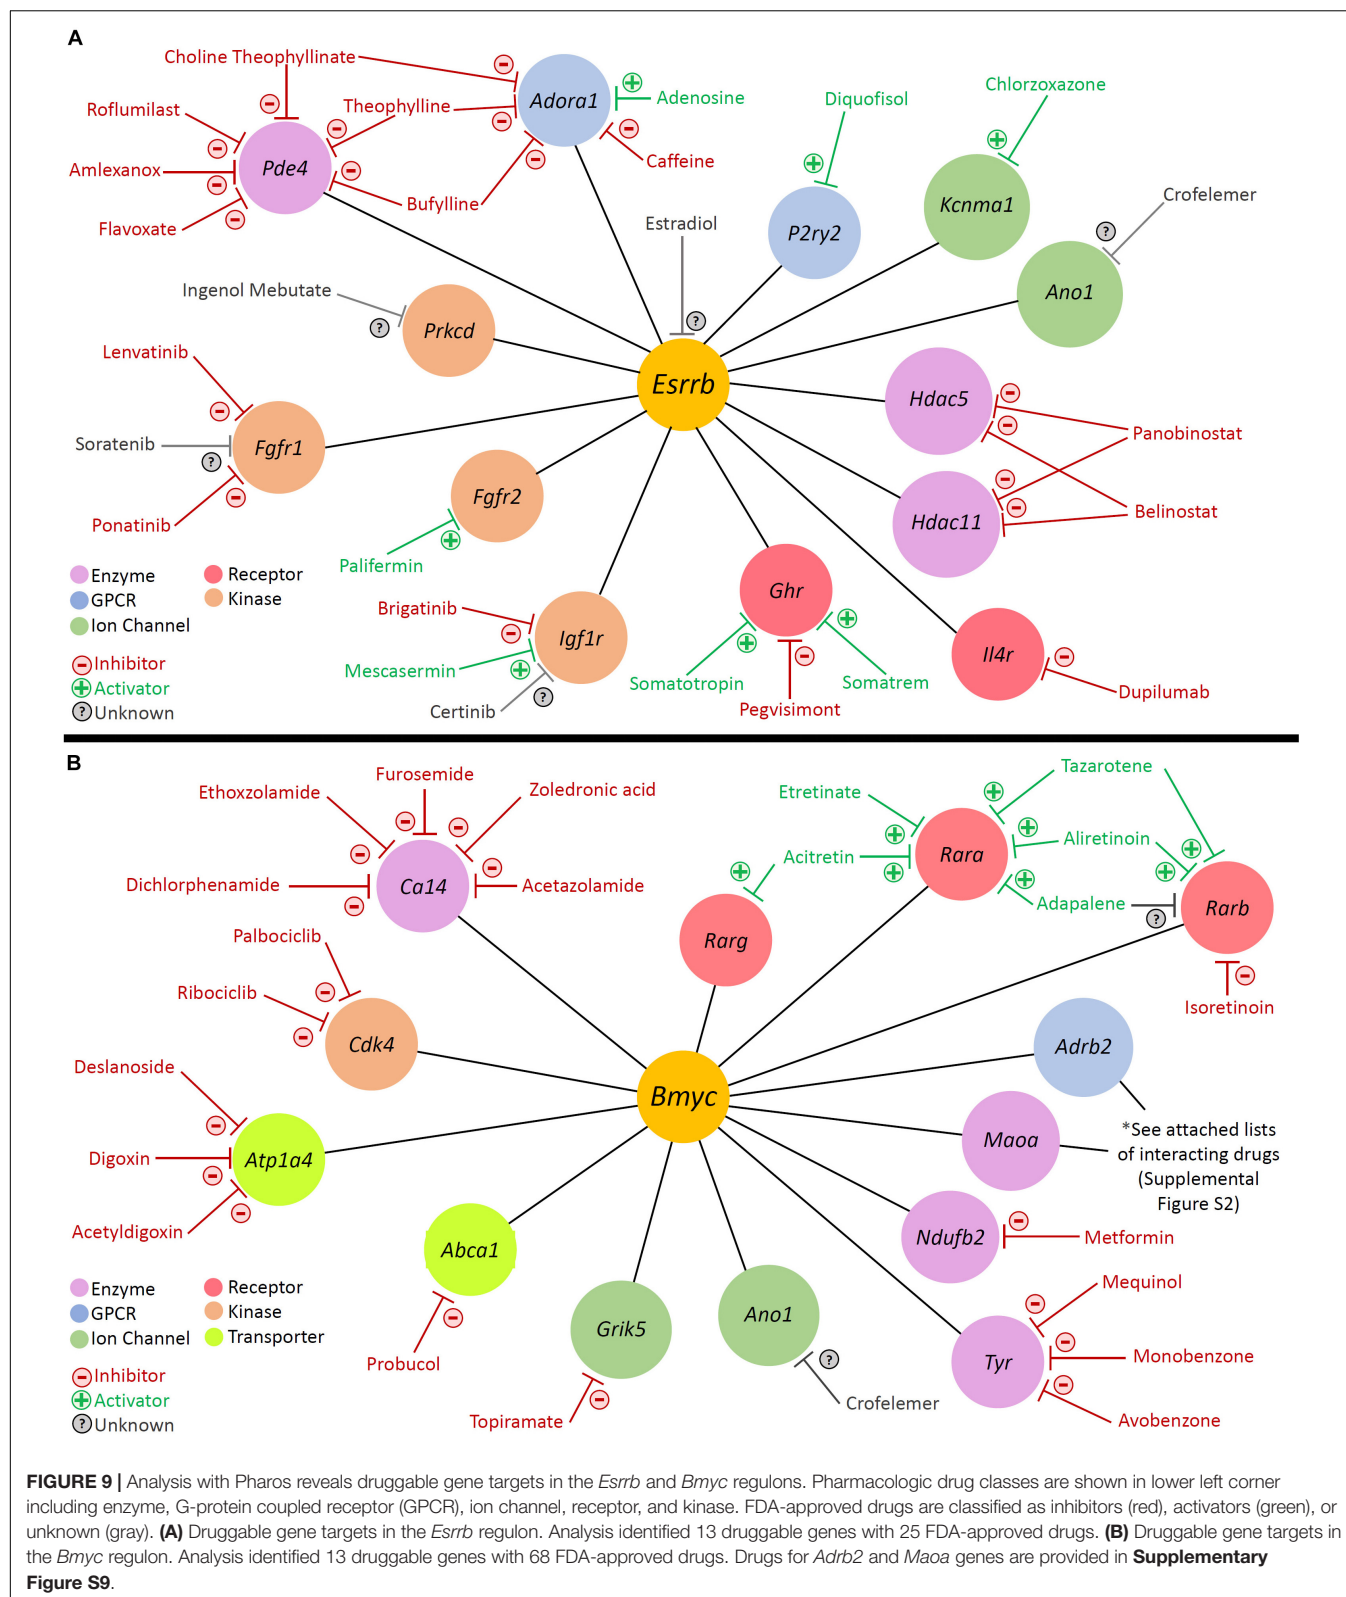 A
Choline Theophyllinate
Roflumilast
Theophylline
Adora1
Adenosine
Diquofisol
Chlorzoxazone
Amlexanox
Pde4
Caffeine
Flavoxate
Bufylline
Estradiol
P2ry2
Kcnma1
Crofelemer
Ano1
Ingenol Mebutate
Prkcd
Lenvatinib
Esrrb
Hdac5
Panobinostat
Soratenib
Fgfr1
Ponatinib
Fgfr2
Hdac11
Belinostat
Palifermin
Enzyme
Receptor
GPCR
Kinase
Ion Channel
Inhibitor
Activator
? Unknown
Brigatinib
Igf1r
Mescasermin
Certinib
Ghr
Somatotropin
Somatrem
Pegvisimont
Il4r
Dupilumab
B
Ethoxzolamide
Furosemide
Zoledronic acid
Dichlorphenamide
Ca14
Acetazolamide
Etretinate
Tazarotene
Acitretin
Rara
Aliretinoin
Adapalene
Rarg
Rarb
Isoretinoin
Palbociclib
Ribociclib
Cdk4
Bmyc
Adrb2
Deslanoside
Digoxin
Atp1a4
Acetyldigoxin
Maoa
*See attached lists
of interacting drugs
(Supplemental
Figure S2)
Abca1
Probucol
Grik5
Topiramate
Ano1
Crofelemer
Ndufb2
Metformin
Mequinol
Tyr
Monobenzone
Avobenzone
Enzyme
Receptor
GPCR
Kinase
Ion Channel
Transporter
Inhibitor
Activator
? Unknown
FIGURE 9 | Analysis with Pharos reveals druggable gene targets in the Esrrb and Bmyc regulons. Pharmacologic drug classes are shown in lower left corner
including enzyme, G-protein coupled receptor (GPCR), ion channel, receptor, and kinase. FDA-approved drugs are classified as inhibitors (red), activators (green), or
unknown (gray). (A) Druggable gene targets in the Esrrb regulon. Analysis identified 13 druggable genes with 25 FDA-approved drugs. (B) Druggable gene targets in
the Bmyc regulon. Analysis identified 13 druggable genes with 68 FDA-approved drugs. Drugs for Adrb2 and Maoa genes are provided in Supplementary
Figure S9.